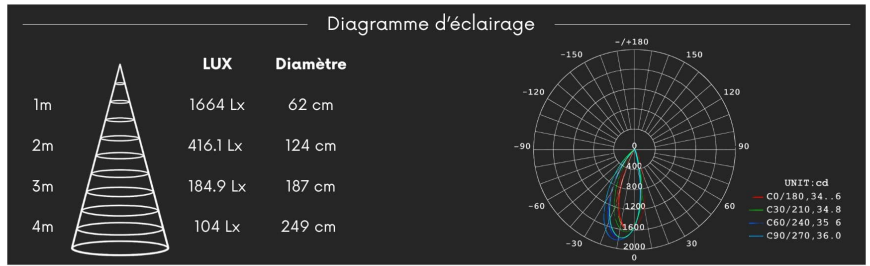 Diagramme d'éclairage
LUX Diamètre
1m 1664 Lx 62 cm
2m 416.1 Lx 124 cm
3m 184.9 Lx 187 cm
4m 104 Lx 249 cm
-/+180
-150 150
-120 120
-90 0 90
400
800
-60 1200 60
1600
-30 2000 30
0
UNIT:cd
C0/180,34..6
C30/210,34.8
C60/240,35 6
C90/270,36.0